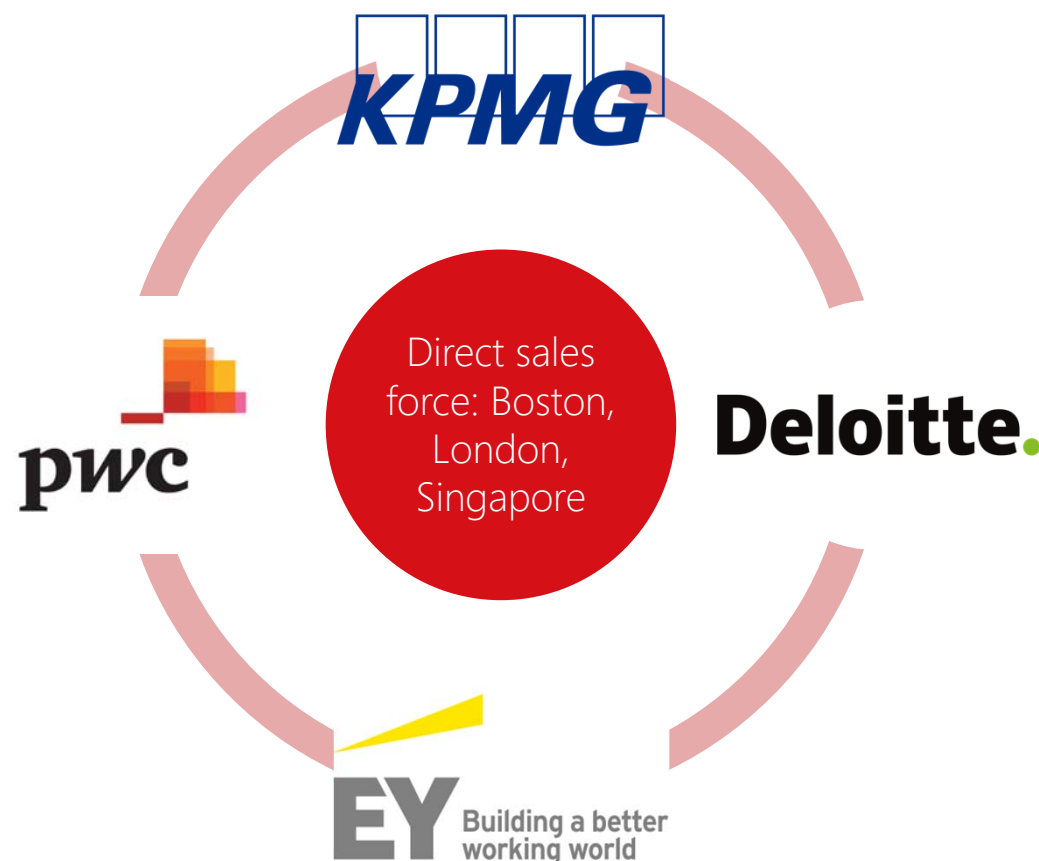 KPMG
Direct sales
force: Boston,
London,
Singapore
pwc
Deloitte.
EY
Building a better
working world